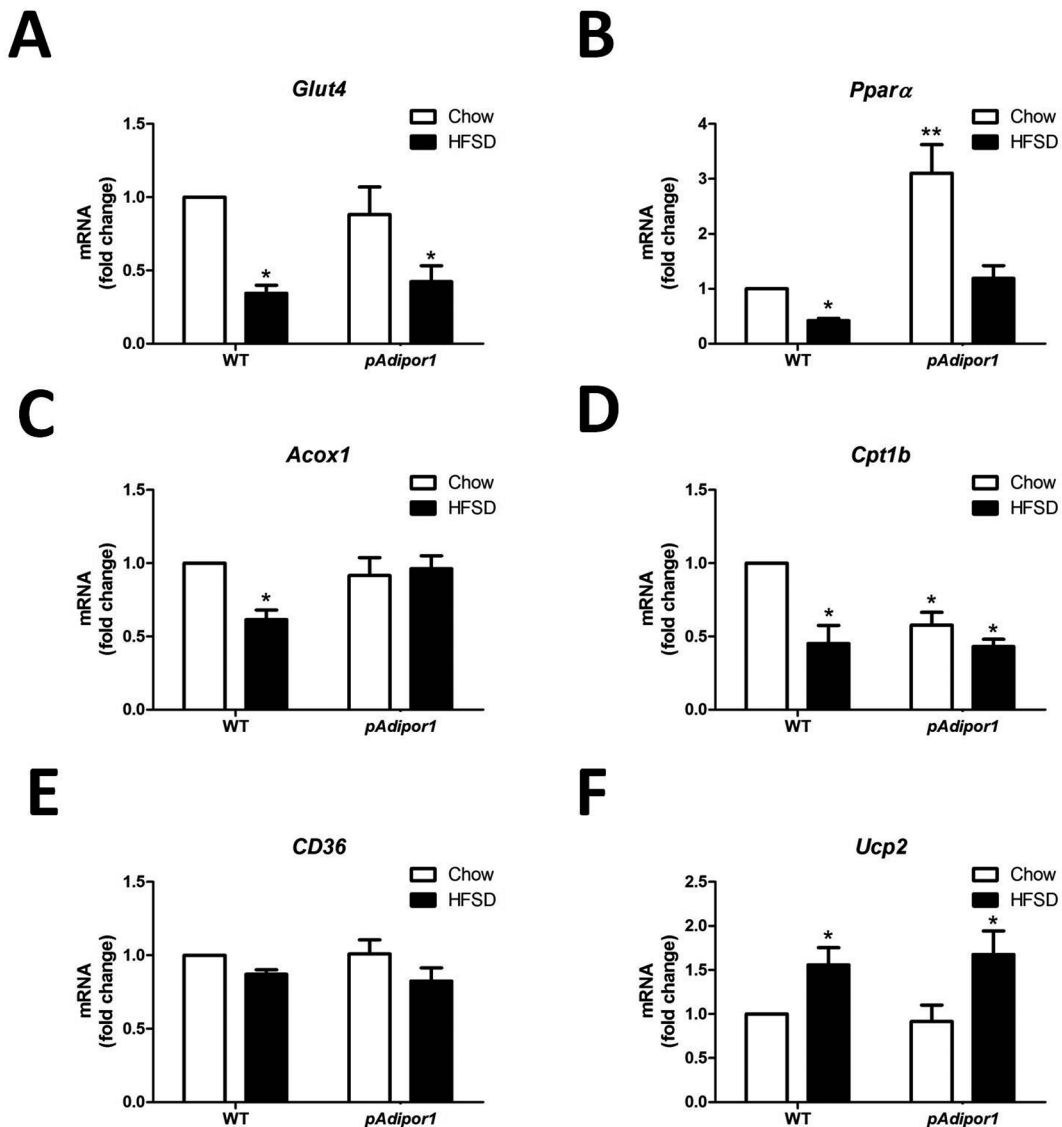 A
Glut4
Chow
HFSD
mRNA
(fold change)
1.5
1.0
0.5
0.0
*
*
WT
pAdipor1
B
Pparα
Chow
HFSD
mRNA
(fold change)
4
3
2
1
0
*
**
WT
pAdipor1
C
Acox1
Chow
HFSD
mRNA
(fold change)
1.5
1.0
0.5
0.0
*
WT
pAdipor1
D
Cpt1b
Chow
HFSD
mRNA
(fold change)
1.5
1.0
0.5
0.0
*
*
*
WT
pAdipor1
E
CD36
Chow
HFSD
mRNA
(fold change)
1.5
1.0
0.5
0.0
WT
pAdipor1
F
Ucp2
Chow
HFSD
mRNA
(fold change)
2.5
2.0
1.5
1.0
0.5
0.0
*
*
WT
pAdipor1